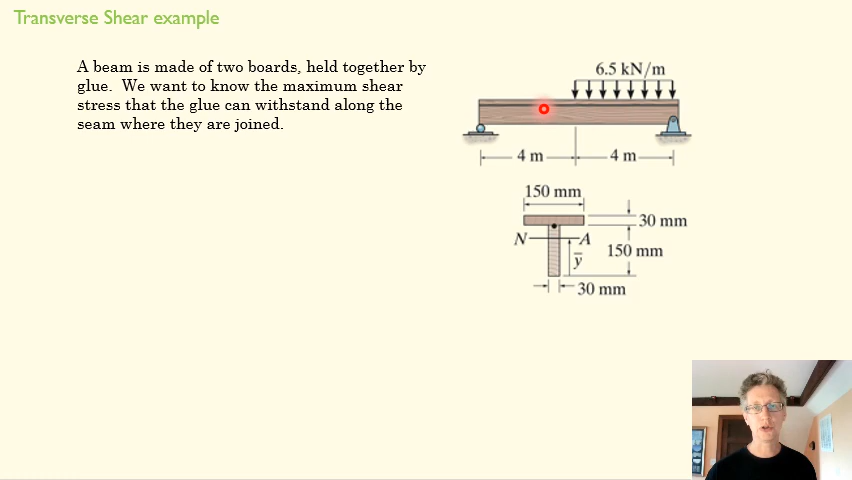 Transverse Shear example
A beam is made of two boards, held together by
glue.  We want to know the maximum shear
stress that the glue can withstand along the
seam where they are joined.
6.5 kN/m
4 m
4 m
150 mm
30 mm
N
A
150 mm
y̅
30 mm